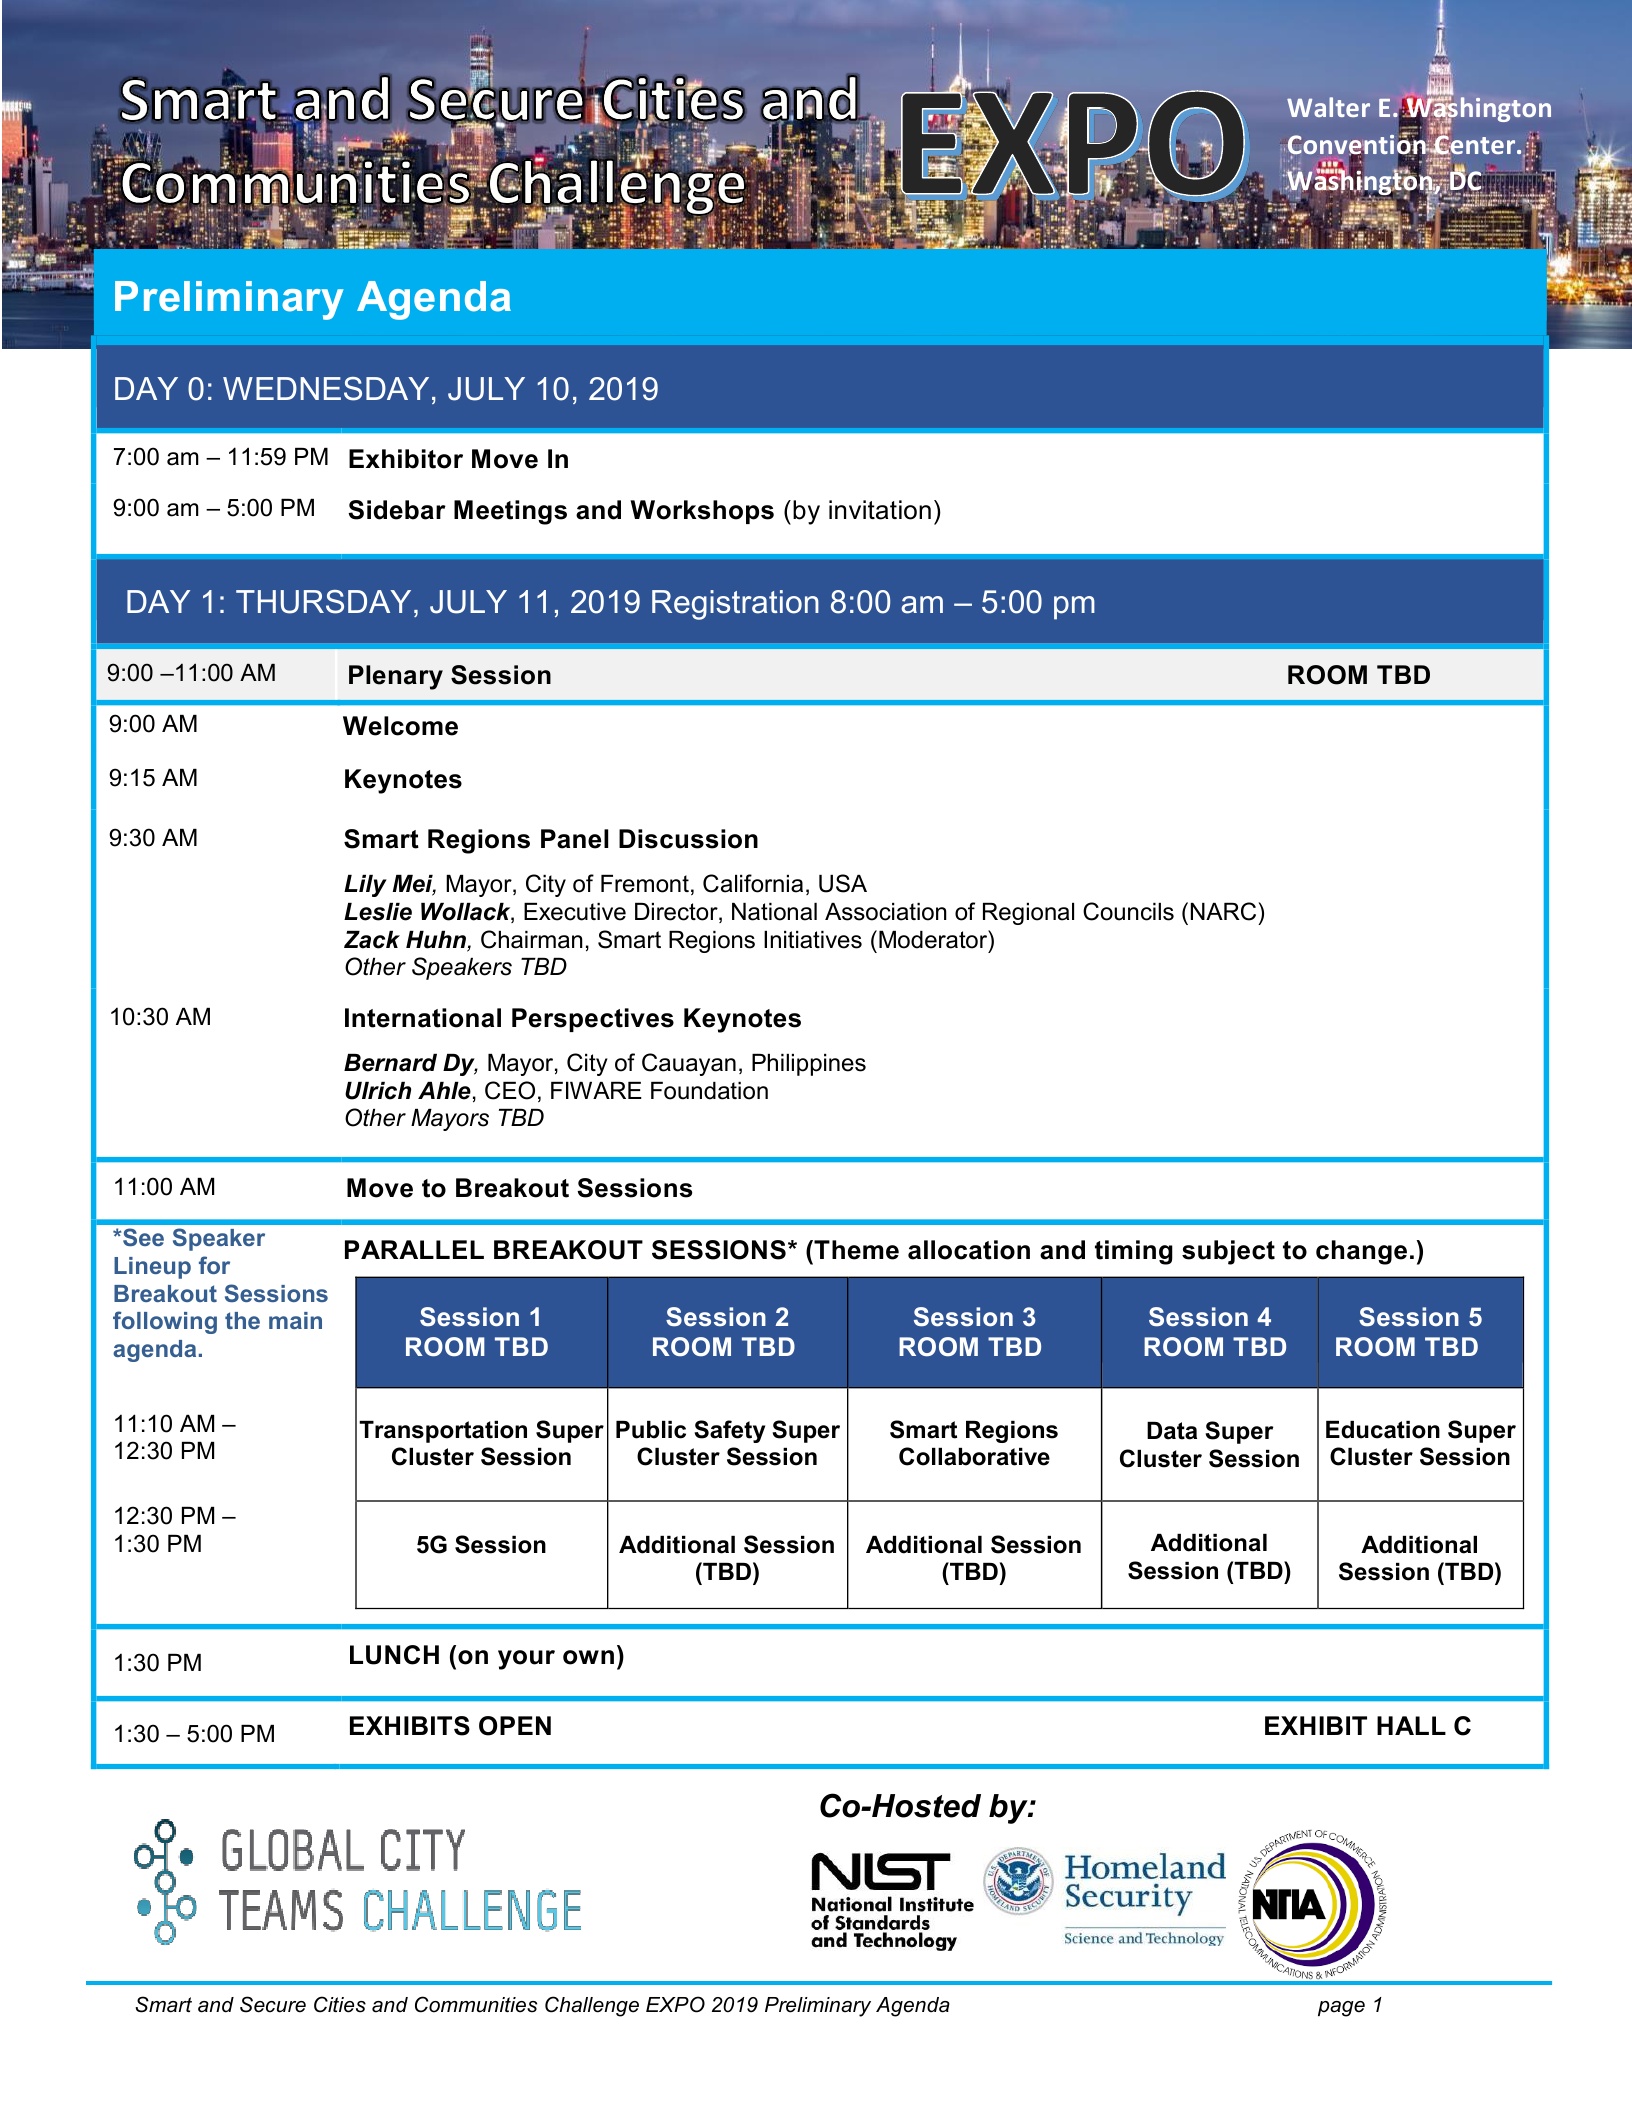 Smart and Secure Cities and
Communities Challenge
EXPO
Walter E. Washington
Convention Center.
Washington, DC
Preliminary Agenda
DAY 0: WEDNESDAY, JULY 10, 2019
7:00 am – 11:59 PM Exhibitor Move In
9:00 am – 5:00 PM Sidebar Meetings and Workshops (by invitation)
DAY 1: THURSDAY, JULY 11, 2019 Registration 8:00 am – 5:00 pm
9:00 –11:00 AM Plenary Session ROOM TBD
9:00 AM Welcome
9:15 AM Keynotes
9:30 AM Smart Regions Panel Discussion
Lily Mei, Mayor, City of Fremont, California, USA
Leslie Wollack, Executive Director, National Association of Regional Councils (NARC)
Zack Huhn, Chairman, Smart Regions Initiatives (Moderator)
Other Speakers TBD
10:30 AM International Perspectives Keynotes
Bernard Dy, Mayor, City of Cauayan, Philippines
Ulrich Ahle, CEO, FIWARE Foundation
Other Mayors TBD
11:00 AM Move to Breakout Sessions
*See Speaker
Lineup for
Breakout Sessions
following the main
agenda.
PARALLEL BREAKOUT SESSIONS* (Theme allocation and timing subject to change.)
Session 1
ROOM TBD
Session 2
ROOM TBD
Session 3
ROOM TBD
Session 4
ROOM TBD
Session 5
ROOM TBD
11:10 AM –
12:30 PM
Transportation Super
Cluster Session
Public Safety Super
Cluster Session
Smart Regions
Collaborative
Data Super
Cluster Session
Education Super
Cluster Session
12:30 PM –
1:30 PM
5G Session
Additional Session
(TBD)
Additional Session
(TBD)
Additional
Session (TBD)
Additional
Session (TBD)
1:30 PM LUNCH (on your own)
1:30 – 5:00 PM EXHIBITS OPEN EXHIBIT HALL C
Co-Hosted by:
GLOBAL CITY
TEAMS CHALLENGE
NIST
National Institute
of Standards
and Technology
U.S. DEPARTMENT OF
HOMELAND SECURITY
Homeland
Security
Science and Technology
U.S. DEPARTMENT OF COMMERCE
NATIONAL TELECOMMUNICATIONS & INFORMATION ADMINISTRATION
NTIA
Smart and Secure Cities and Communities Challenge EXPO 2019 Preliminary Agenda page 1